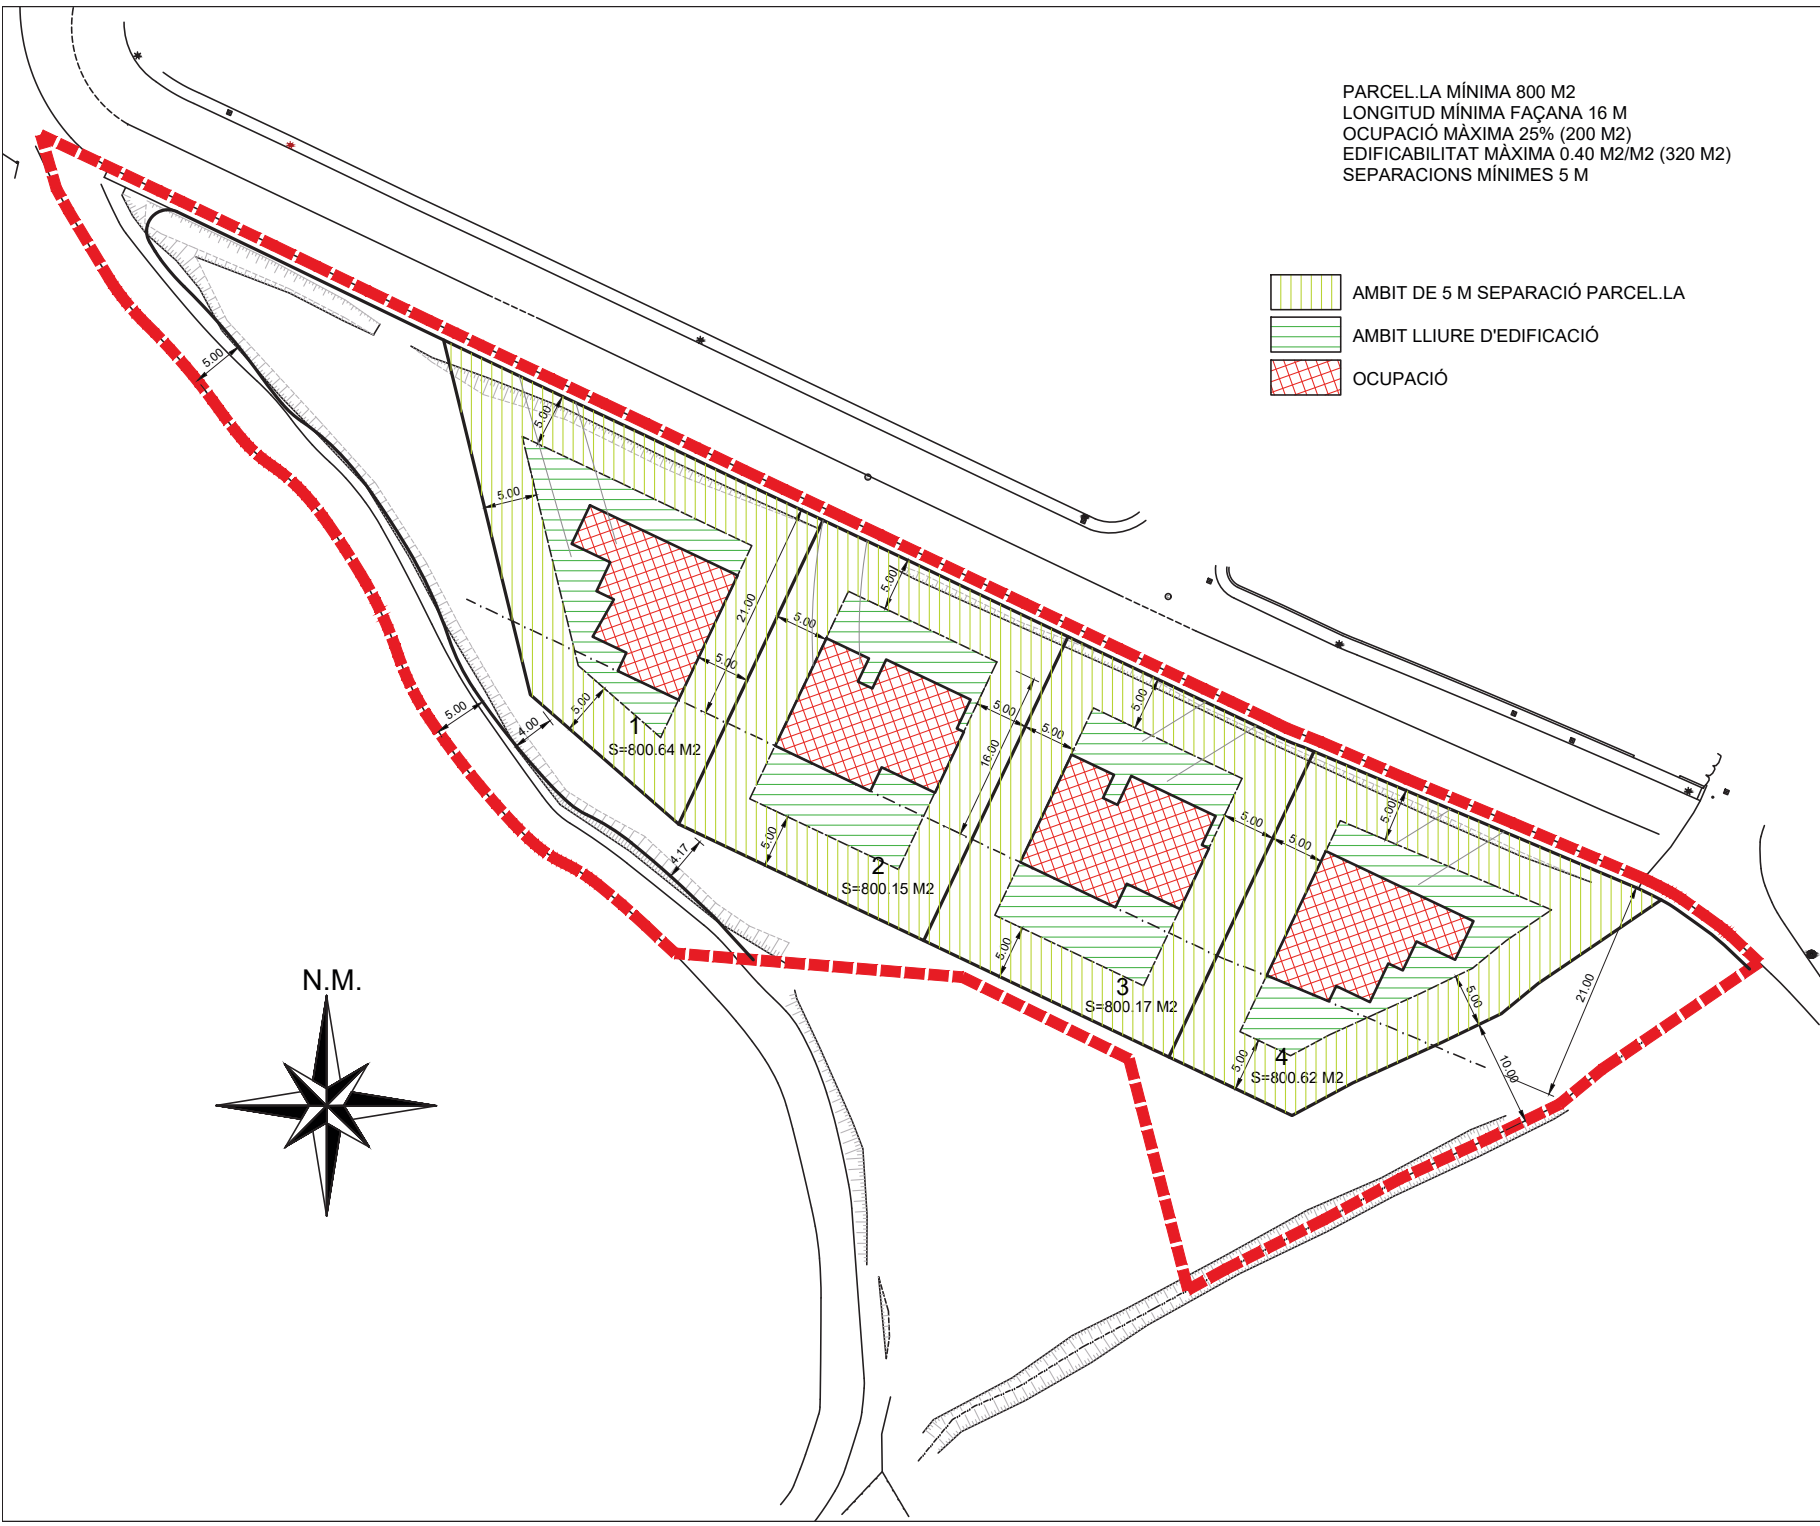 PARCEL.LA MÍNIMA 800 M2
LONGITUD MÍNIMA FAÇANA 16 M
OCUPACIÓ MÀXIMA 25% (200 M2)
EDIFICABILITAT MÀXIMA 0.40 M2/M2 (320 M2)
SEPARACIONS MÍNIMES 5 M
AMBIT DE 5 M SEPARACIÓ PARCEL.LA
AMBIT LLIURE D'EDIFICACIÓ
OCUPACIÓ
5.00
5.00
5.00
21.00
5.00
5.00
5.00
5.00
5.00
4.00
1
S=800.64 M2
5.00
5.00
16.00
5.00
5.00
4.17
2
S=800.15 M2
5.00
5.00
5.00
5.00
3
S=800.17 M2
5.00
21.00
10.00
5.00
4
S=800.62 M2
N.M.